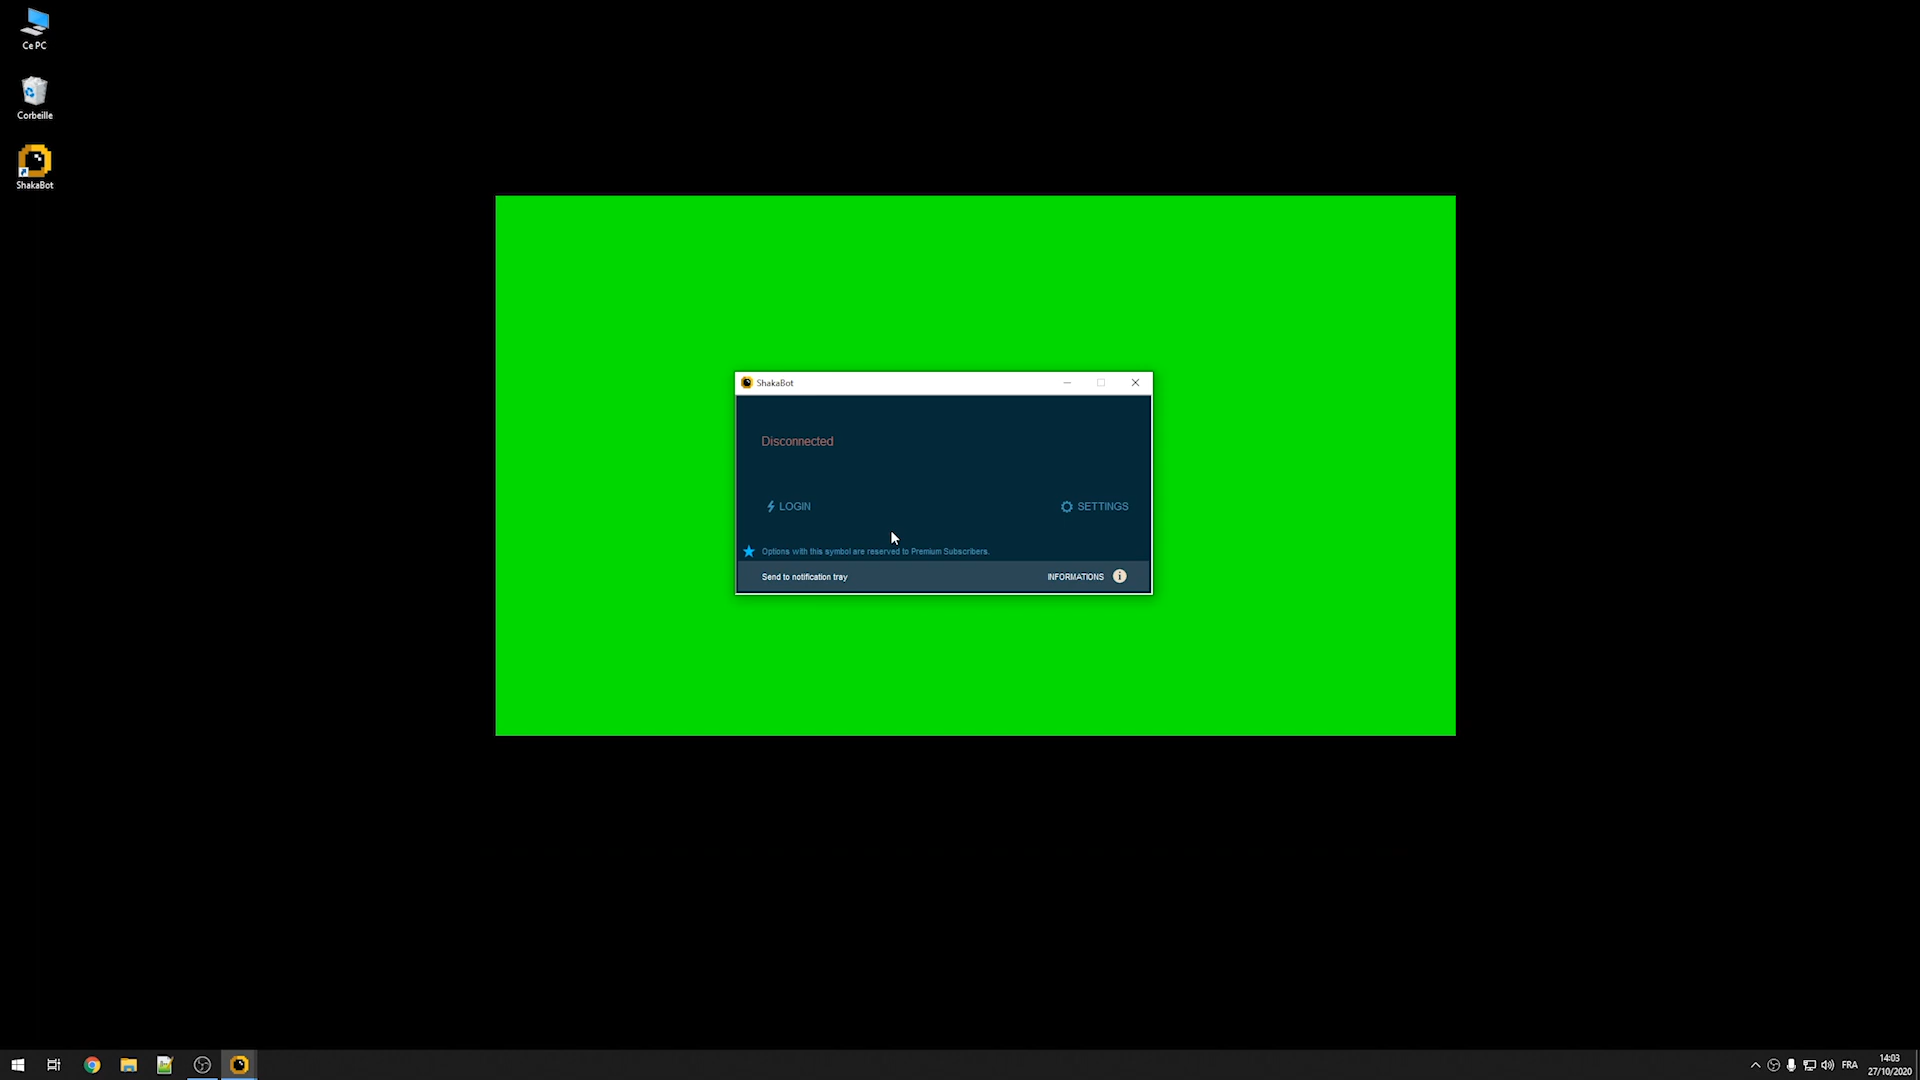 Ce PC
Corbeille
ShakaBot
ShakaBot
Disconnected
LOGIN
SETTINGS
Options with this symbol are reserved to Premium Subscribers.
Send to notification tray
INFORMATIONS
FRA
14:03
27/10/2020